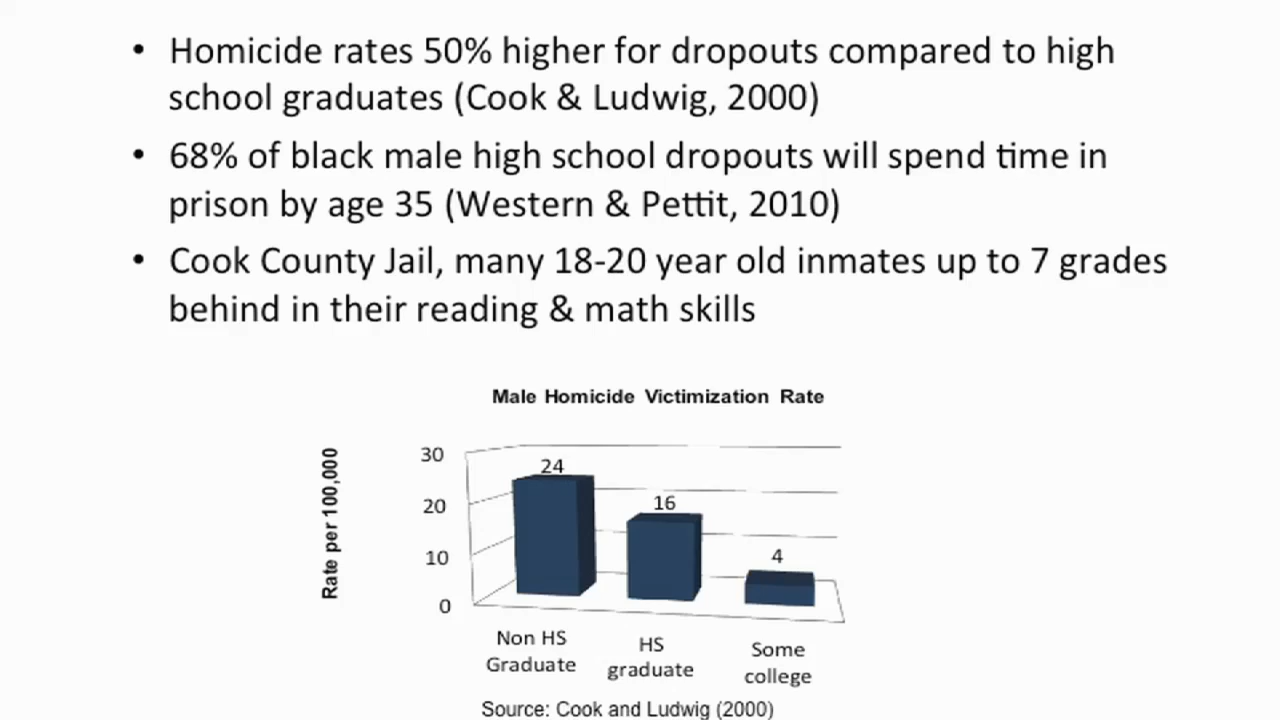 • Homicide rates 50% higher for dropouts compared to high
school graduates (Cook & Ludwig, 2000)
• 68% of black male high school dropouts will spend time in
prison by age 35 (Western & Pettit, 2010)
• Cook County Jail, many 18-20 year old inmates up to 7 grades
behind in their reading & math skills
Male Homicide Victimization Rate
Rate per 100,000
30
20
10
0
24
16
4
Non HS
Graduate
HS
graduate
Some
college
Source: Cook and Ludwig (2000)